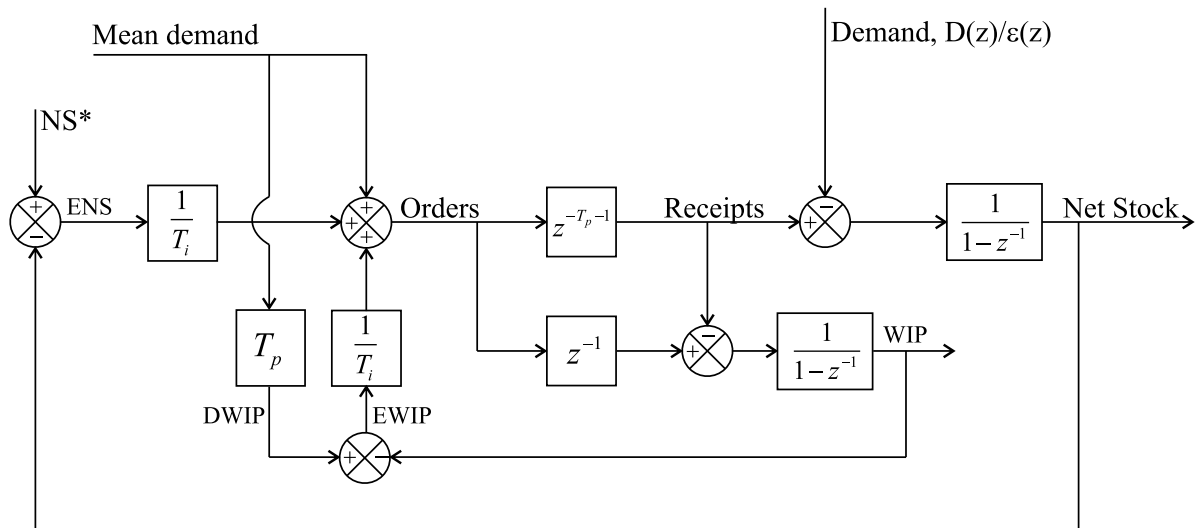 Mean demand
Demand, D(z)/ε(z)
NS*
+
−
ENS
1
T_i
+
+
+
Orders
z^{-T_p-1}
Receipts
+
−
1
1−z^{-1}
Net Stock
T_p
1
T_i
z^{-1}
+
−
1
1−z^{-1}
WIP
DWIP
EWIP
+
−